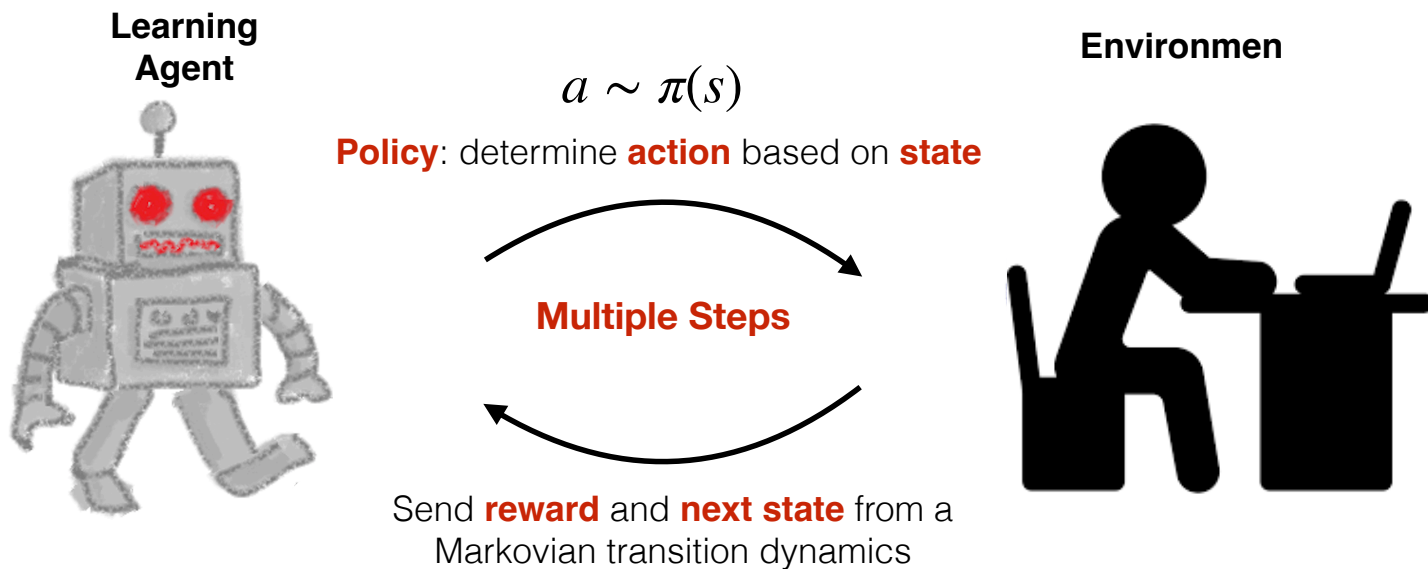 Learning
Agent
Environmen
a ∼ π(s)
Policy: determine action based on state
Multiple Steps
Send reward and next state from a
Markovian transition dynamics